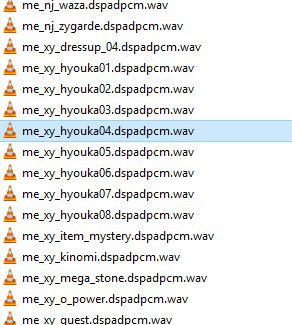 me_nj_waza.dspadpcm.wav
me_nj_zygarde.dspadpcm.wav
me_xy_dressup_04.dspadpcm.wav
me_xy_hyouka01.dspadpcm.wav
me_xy_hyouka02.dspadpcm.wav
me_xy_hyouka03.dspadpcm.wav
me_xy_hyouka04.dspadpcm.wav
me_xy_hyouka05.dspadpcm.wav
me_xy_hyouka06.dspadpcm.wav
me_xy_hyouka07.dspadpcm.wav
me_xy_hyouka08.dspadpcm.wav
me_xy_item_mystery.dspadpcm.wav
me_xy_kinomi.dspadpcm.wav
me_xy_mega_stone.dspadpcm.wav
me_xy_o_power.dspadpcm.wav
me_xy_quest.dspadpcm.wav